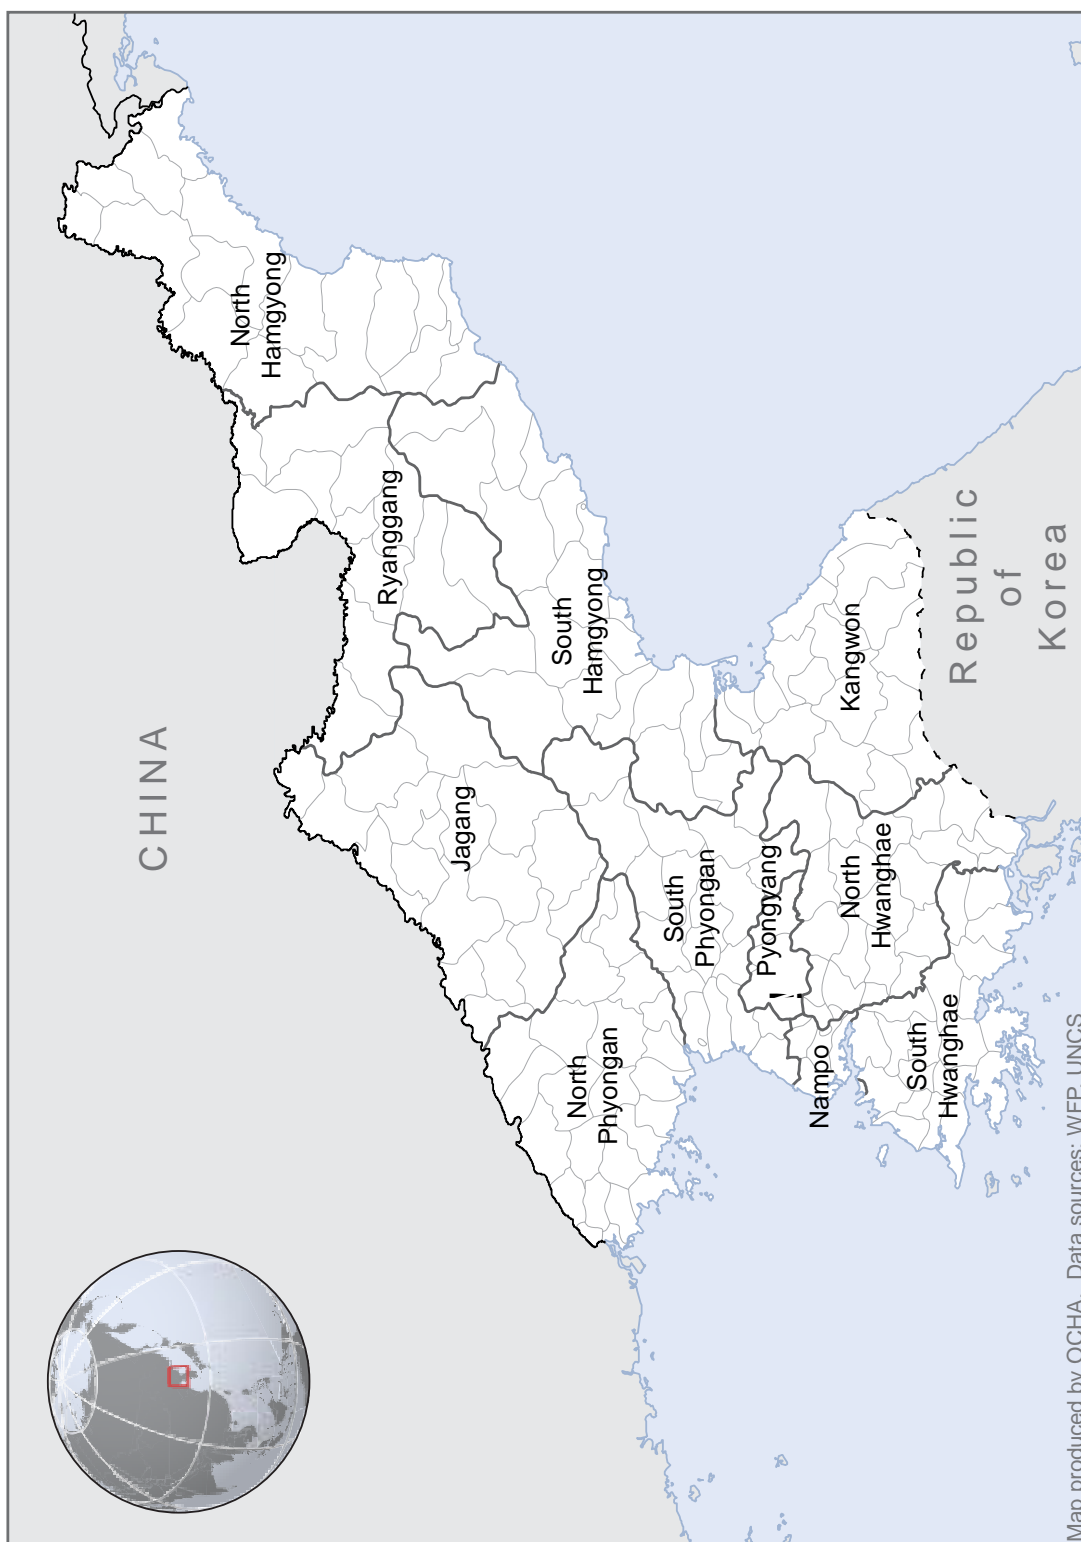 CHINA
North
Hamgyong
Ryanggang
South
Hamgyong
Jagang
Kangwon
South
Phyongan
Pyongyang
North
Hwanghae
North
Phyongan
Nampo
South
Hwanghae
Republic
of
Korea
Map produced by OCHA. Data sources: WFP, UNCS